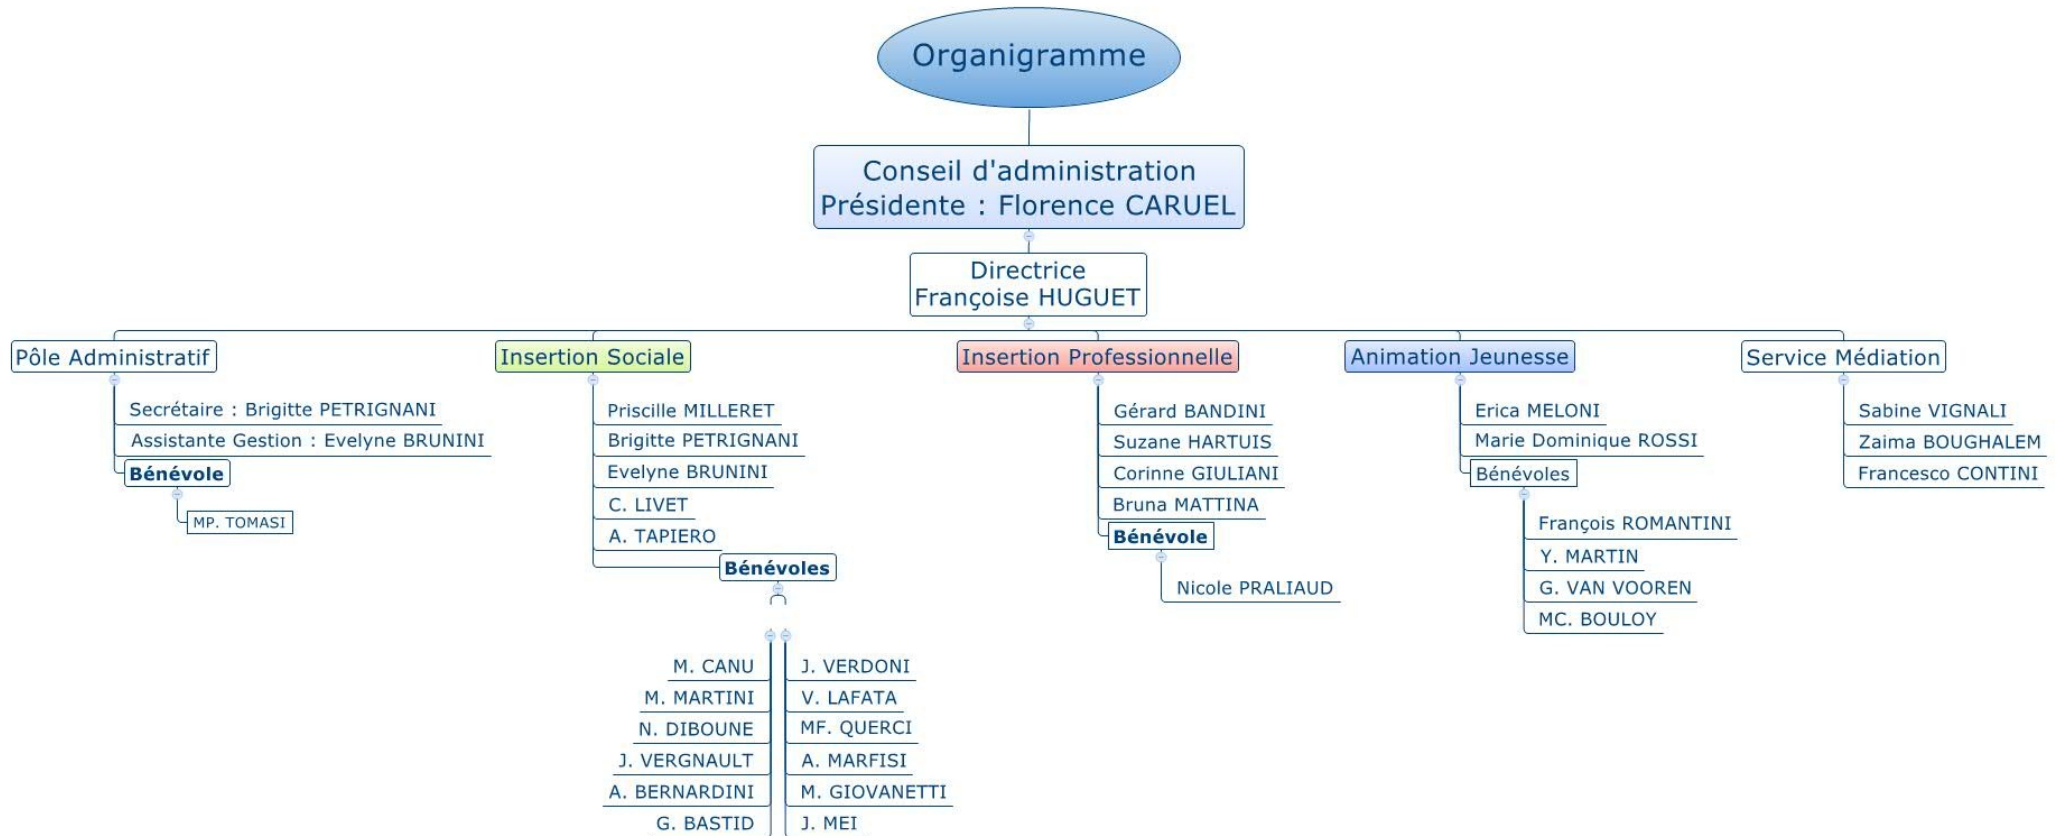 Organigramme
Conseil d'administration
Présidente : Florence CARUEL
Directrice
Françoise HUGUET
Pôle Administratif
Secrétaire : Brigitte PETRIGNANI
Assistante Gestion : Evelyne BRUNINI
Bénévole
MP. TOMASI
Insertion Sociale
Priscille MILLERET
Brigitte PETRIGNANI
Evelyne BRUNINI
C. LIVET
A. TAPIERO
Bénévoles
M. CANU
M. MARTINI
N. DIBOUNE
J. VERGNAULT
A. BERNARDINI
G. BASTID
J. VERDONI
V. LAFATA
MF. QUERCI
A. MARFISI
M. GIOVANETTI
J. MEI
Insertion Professionnelle
Gérard BANDINI
Suzane HARTUIS
Corinne GIULIANI
Bruna MATTINA
Bénévole
Nicole PRALIAUD
Animation Jeunesse
Erica MELONI
Marie Dominique ROSSI
Bénévoles
François ROMANTINI
Y. MARTIN
G. VAN VOOREN
MC. BOULOY
Service Médiation
Sabine VIGNALI
Zaima BOUGHALEM
Francesco CONTINI